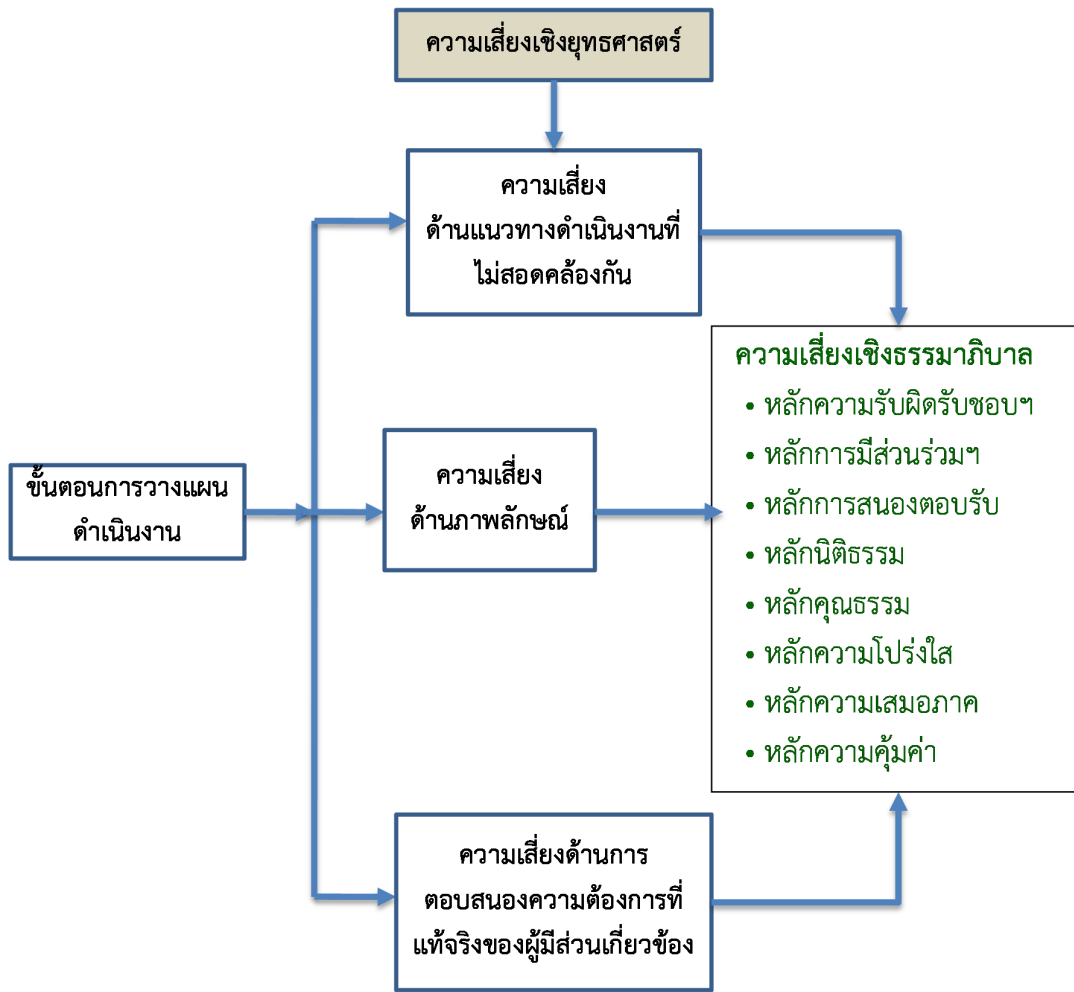 ความเสี่ยงเชิงยุทธศาสตร์
ความเสี่ยง
ด้านแนวทางดำเนินงานที่
ไม่สอดคล้องกัน
ขั้นตอนการวางแผน
ดำเนินงาน
ความเสี่ยง
ด้านภาพลักษณ์
ความเสี่ยงด้านการ
ตอบสนองความต้องการที่
แท้จริงของผู้มีส่วนเกี่ยวข้อง
ความเสี่ยงเชิงธรรมาภิบาล
• หลักความรับผิดรับชอบฯ
• หลักการมีส่วนร่วมฯ
• หลักการสนองตอบรับ
• หลักนิติธรรม
• หลักคุณธรรม
• หลักความโปร่งใส
• หลักความเสมอภาค
• หลักความคุ้มค่า